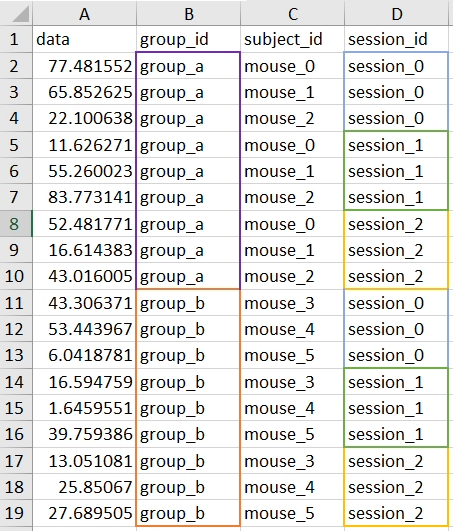 A B C D
1 data group_id subject_id session_id
2 77.481552 group_a mouse_0 session_0
3 65.852625 group_a mouse_1 session_0
4 22.100638 group_a mouse_2 session_0
5 11.626271 group_a mouse_0 session_1
6 55.260023 group_a mouse_1 session_1
7 83.773141 group_a mouse_2 session_1
8 52.481771 group_a mouse_0 session_2
9 16.614383 group_a mouse_1 session_2
10 43.016005 group_a mouse_2 session_2
11 43.306371 group_b mouse_3 session_0
12 53.443967 group_b mouse_4 session_0
13 6.0418781 group_b mouse_5 session_0
14 16.594759 group_b mouse_3 session_1
15 1.6459551 group_b mouse_4 session_1
16 39.759386 group_b mouse_5 session_1
17 13.051081 group_b mouse_3 session_2
18 25.85067 group_b mouse_4 session_2
19 27.689505 group_b mouse_5 session_2